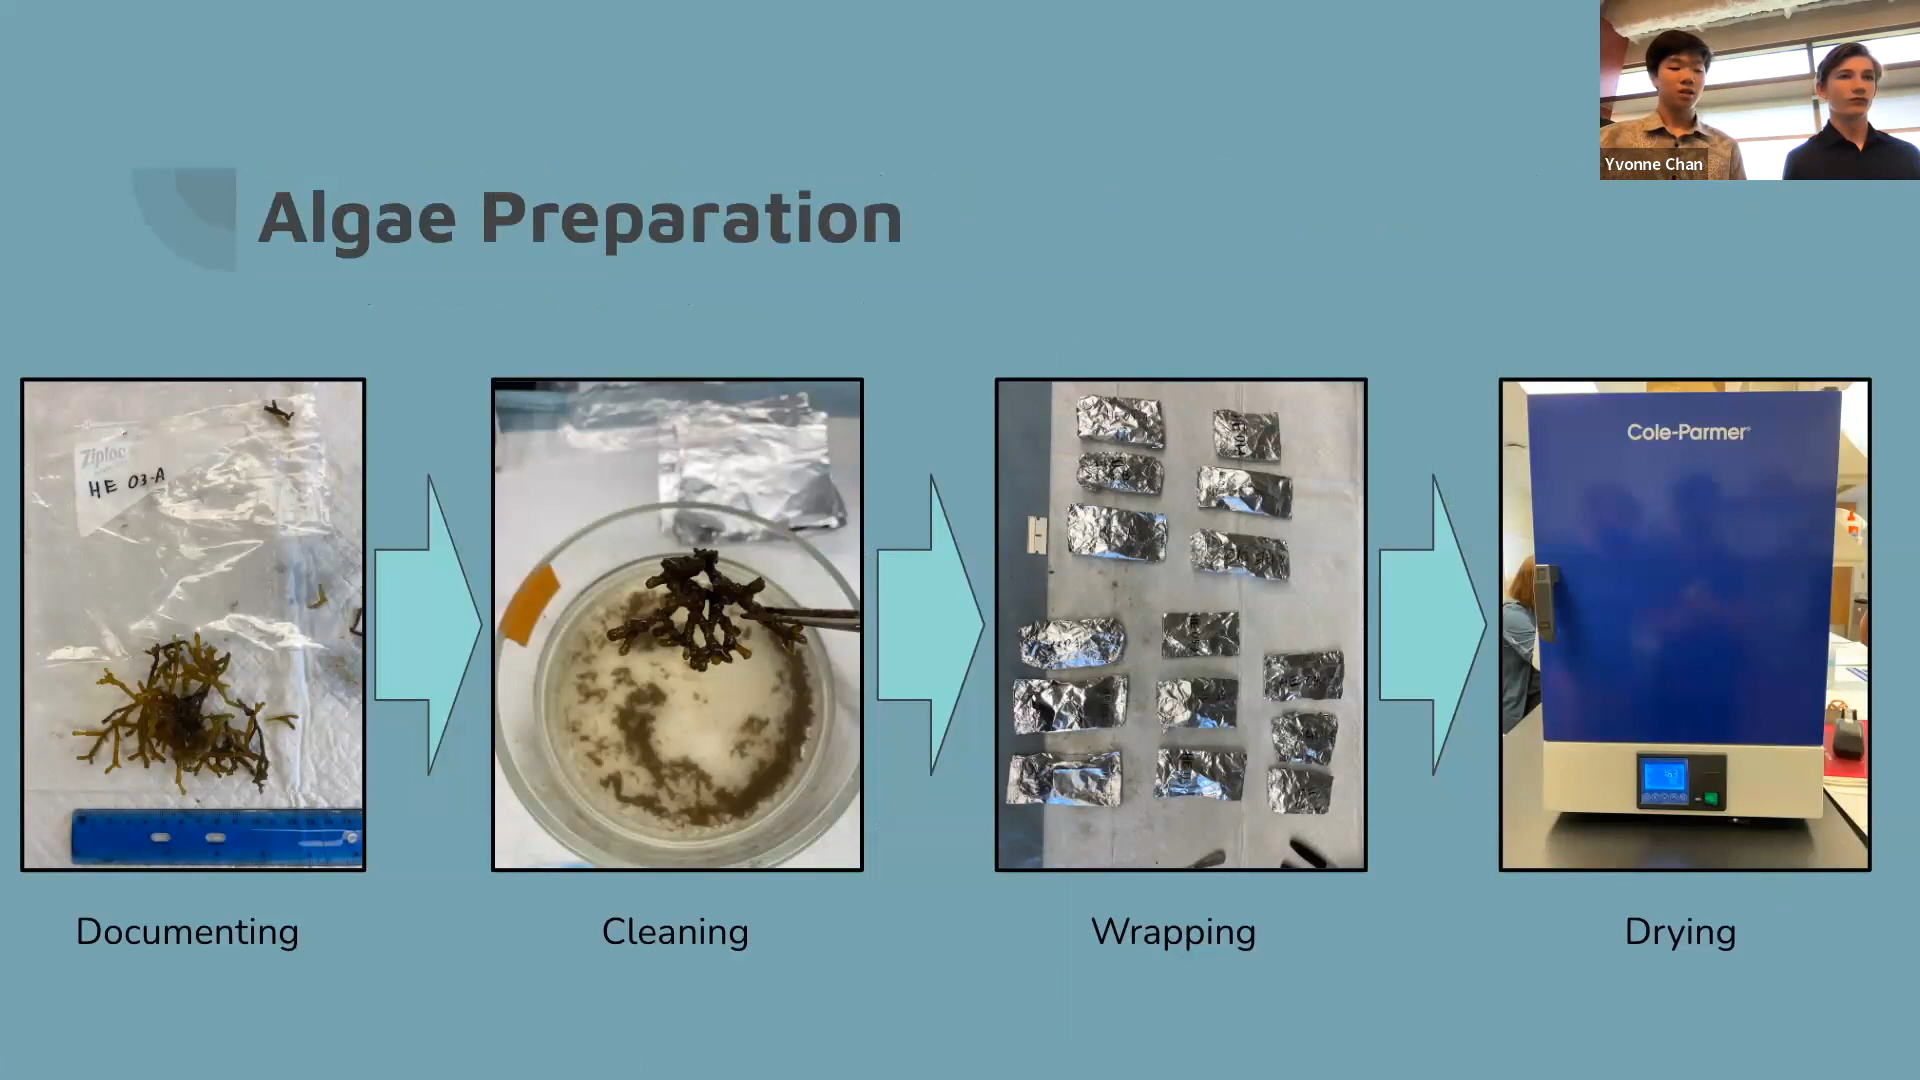 Yvonne Chan
Algae Preparation
Ziploc
HE 03-A
Cole-Parmer
Documenting
Cleaning
Wrapping
Drying